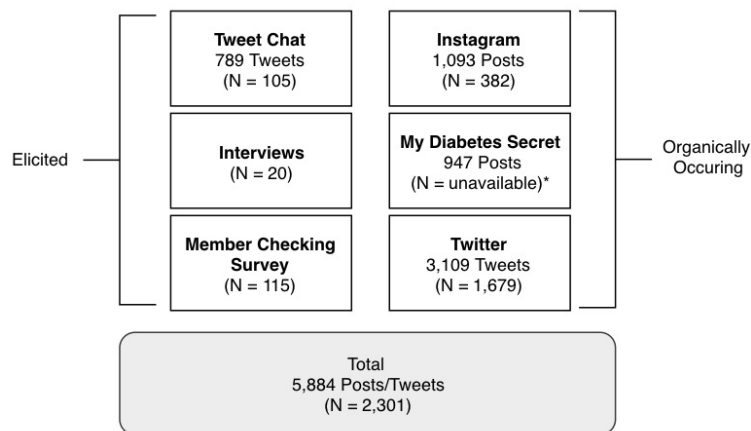 Tweet Chat
789 Tweets
(N = 105)
Instagram
1,093 Posts
(N = 382)
Elicited
Interviews
(N = 20)
My Diabetes Secret
947 Posts
(N = unavailable)*
Organically
Occuring
Member Checking
Survey
(N = 115)
Twitter
3,109 Tweets
(N = 1,679)
Total
5,884 Posts/Tweets
(N = 2,301)